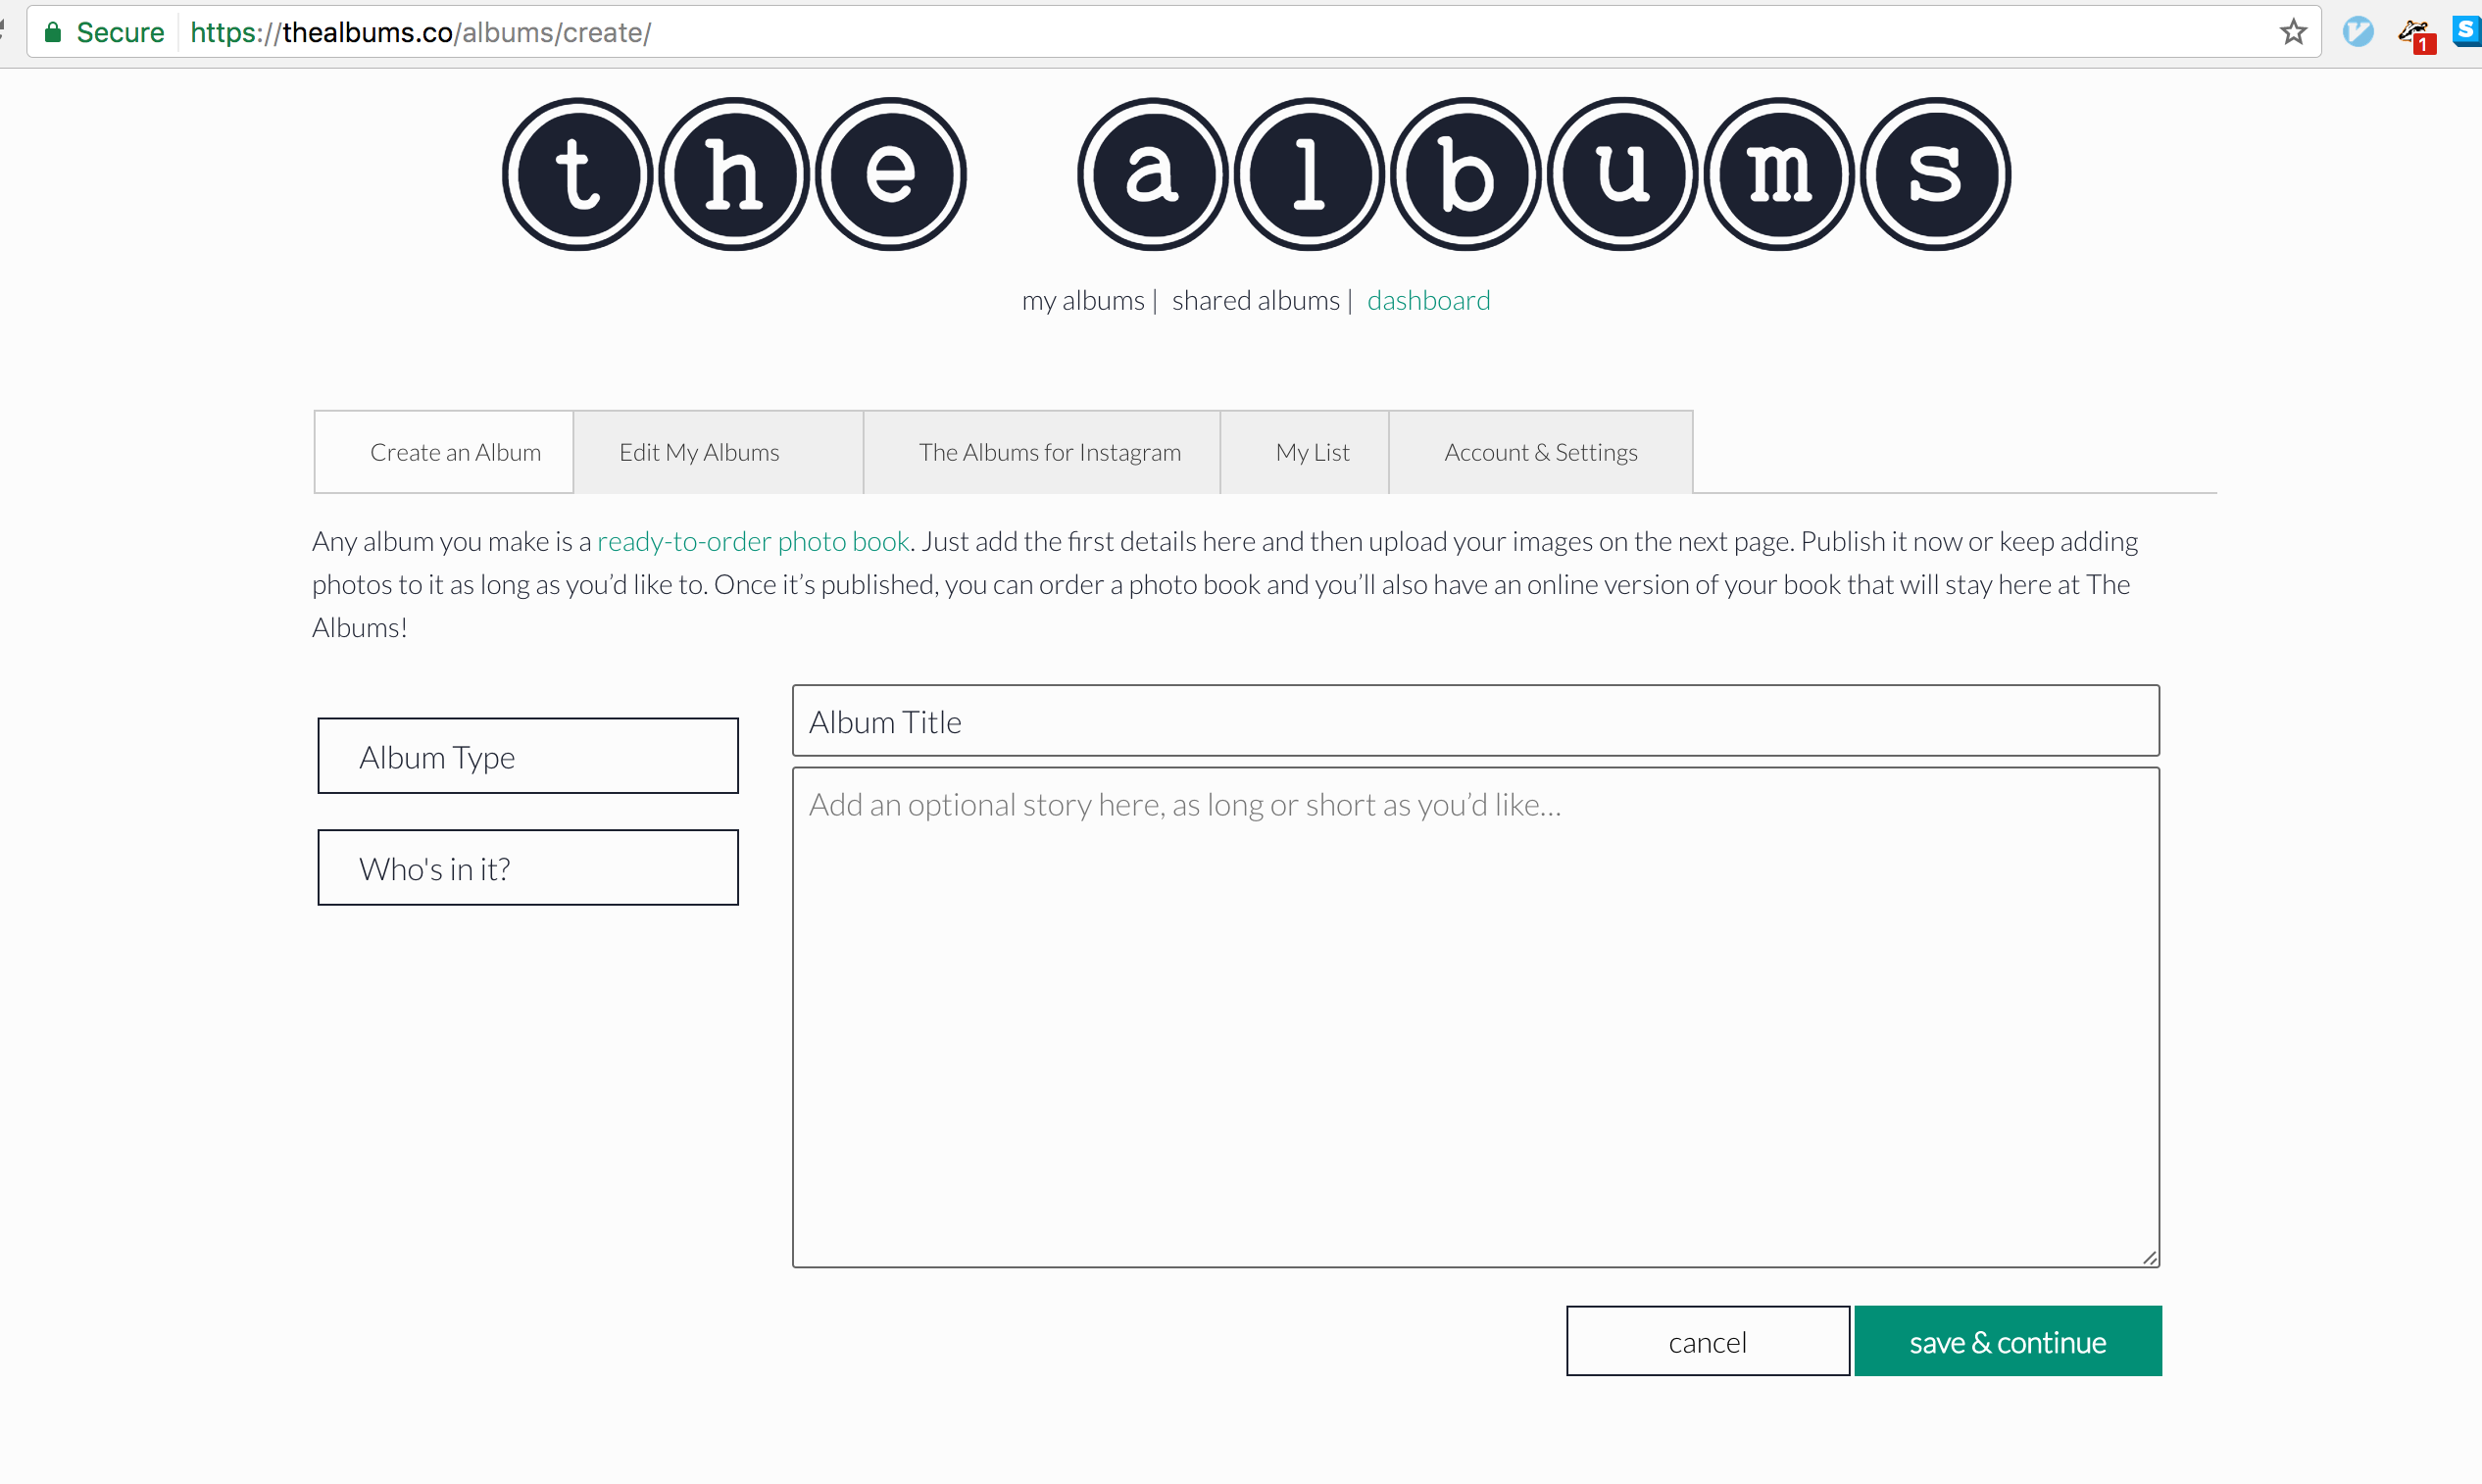 Secure https://thealbums.co/albums/create/
1
S
the albums
my albums | shared albums | dashboard
Create an Album Edit My Albums The Albums for Instagram My List Account & Settings
Any album you make is a ready-to-order photo book. Just add the first details here and then upload your images on the next page. Publish it now or keep adding
photos to it as long as you’d like to. Once it’s published, you can order a photo book and you’ll also have an online version of your book that will stay here at The
Albums!
Album Type
Who's in it?
Album Title
Add an optional story here, as long or short as you’d like...
cancel save & continue